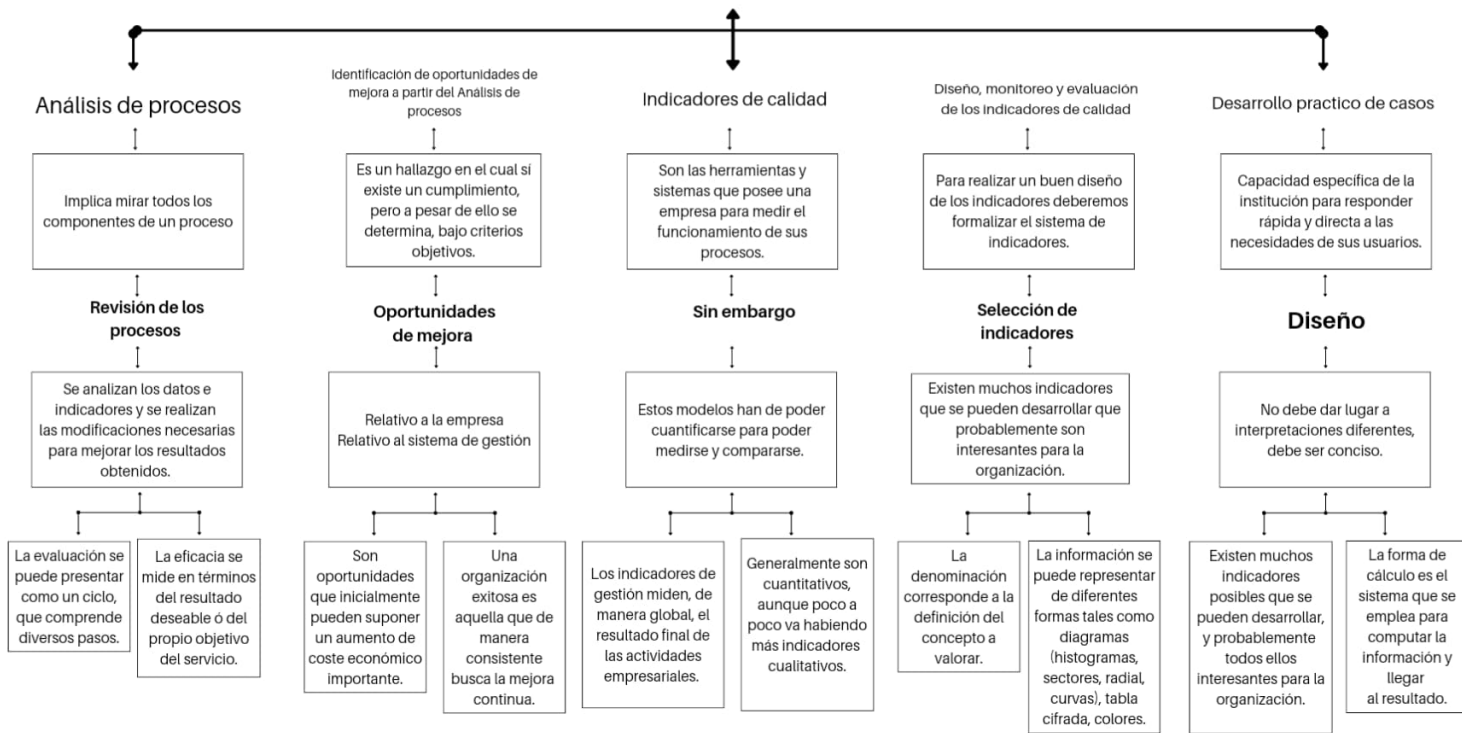 Análisis de procesos
Implica mirar todos los
componentes de un proceso
Revisión de los
procesos
Se analizan los datos e
indicadores y se realizan
las modificaciones necesarias
para mejorar los resultados
obtenidos.
La evaluación se
puede presentar
como un ciclo,
que comprende
diversos pasos.
La eficacia se
mide en términos
del resultado
deseable ó del
propio objetivo
del servicio.
Identificación de oportunidades de
mejora a partir del Análisis de
procesos
Es un hallazgo en el cual sí
existe un cumplimiento,
pero a pesar de ello se
determina, bajo criterios
objetivos.
Oportunidades
de mejora
Relativo a la empresa
Relativo al sistema de gestión
Son
oportunidades
que inicialmente
pueden suponer
un aumento de
coste económico
importante.
Una
organización
exitosa es
aquella que de
manera
consistente
busca la mejora
continua.
Indicadores de calidad
Son las herramientas y
sistemas que posee una
empresa para medir el
funcionamiento de sus
procesos.
Sin embargo
Estos modelos han de poder
cuantificarse para poder
medirse y compararse.
Los indicadores de
gestión miden, de
manera global, el
resultado final de
las actividades
empresariales.
Generalmente son
cuantitativos,
aunque poco a
poco va habiendo
más indicadores
cualitativos.
Diseño, monitoreo y evaluación
de los indicadores de calidad
Para realizar un buen diseño
de los indicadores deberemos
formalizar el sistema de
indicadores.
Selección de
indicadores
Existen muchos indicadores
que se pueden desarrollar que
probablemente son
interesantes para la
organización.
La
denominación
corresponde a la
definición del
concepto a
valorar.
La información se
puede representar
de diferentes
formas tales como
diagramas
(histogramas,
sectores, radial,
curvas), tabla
cifrada, colores.
Desarrollo practico de casos
Capacidad específica de la
institución para responder
rápida y directa a las
necesidades de sus usuarios.
Diseño
No debe dar lugar a
interpretaciones diferentes,
debe ser conciso.
Existen muchos
indicadores
posibles que se
pueden desarrollar,
y probablemente
todos ellos
interesantes para la
organización.
La forma de
cálculo es el
sistema que se
emplea para
computar la
información y
llegar
al resultado.